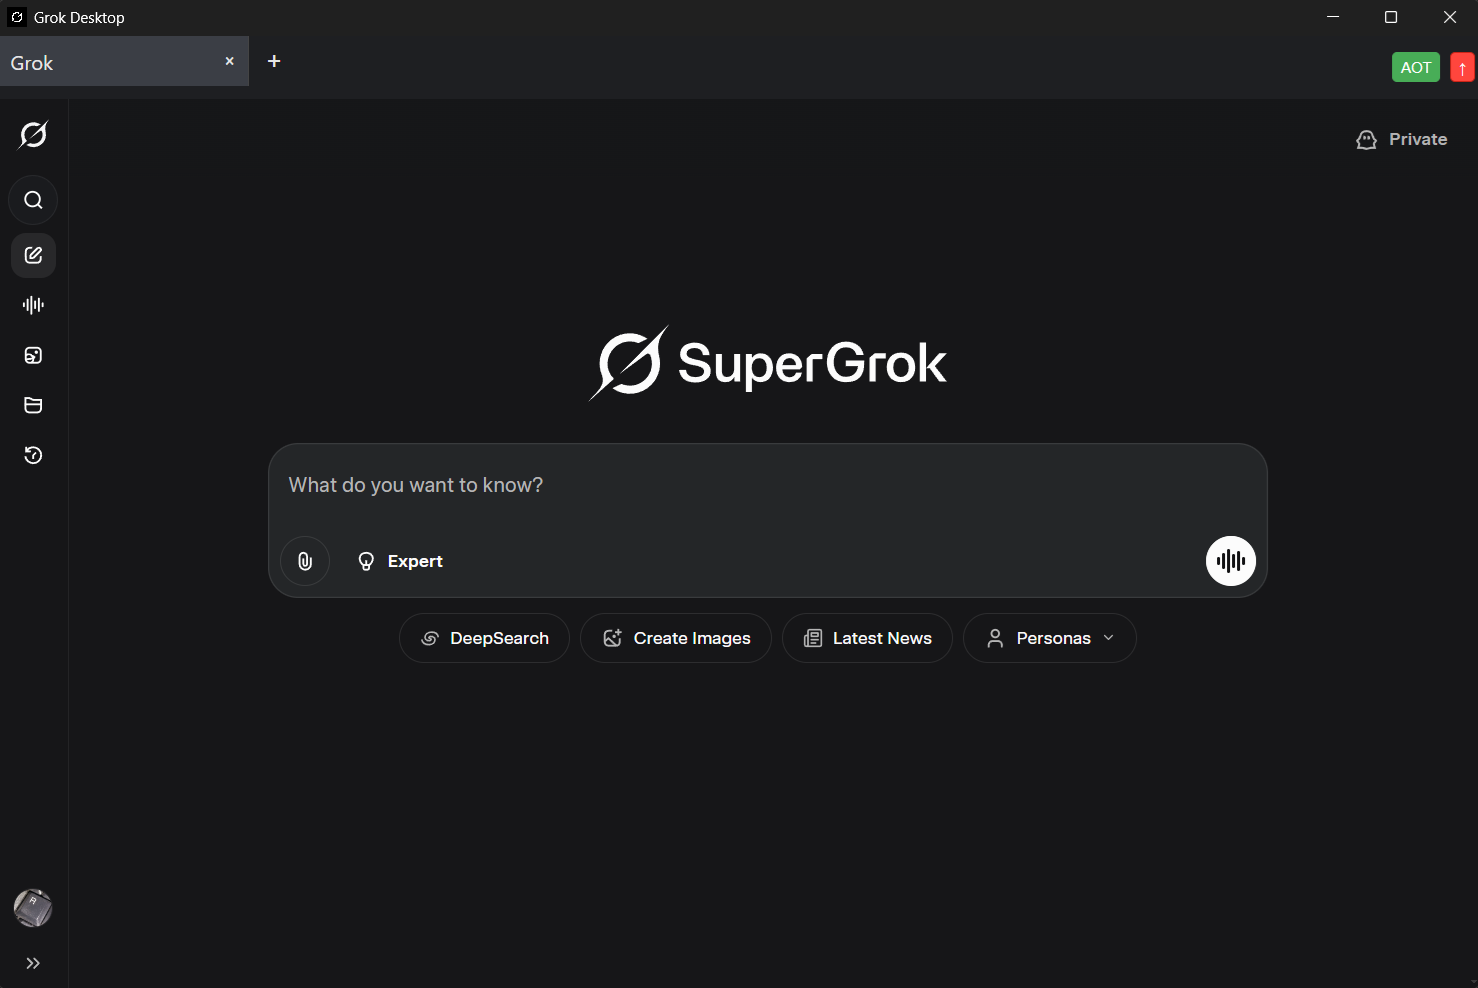 Grok Desktop
Grok × +
AOT ↑
Private
SuperGrok
What do you want to know?
Expert
DeepSearch
Create Images
Latest News
Personas
R